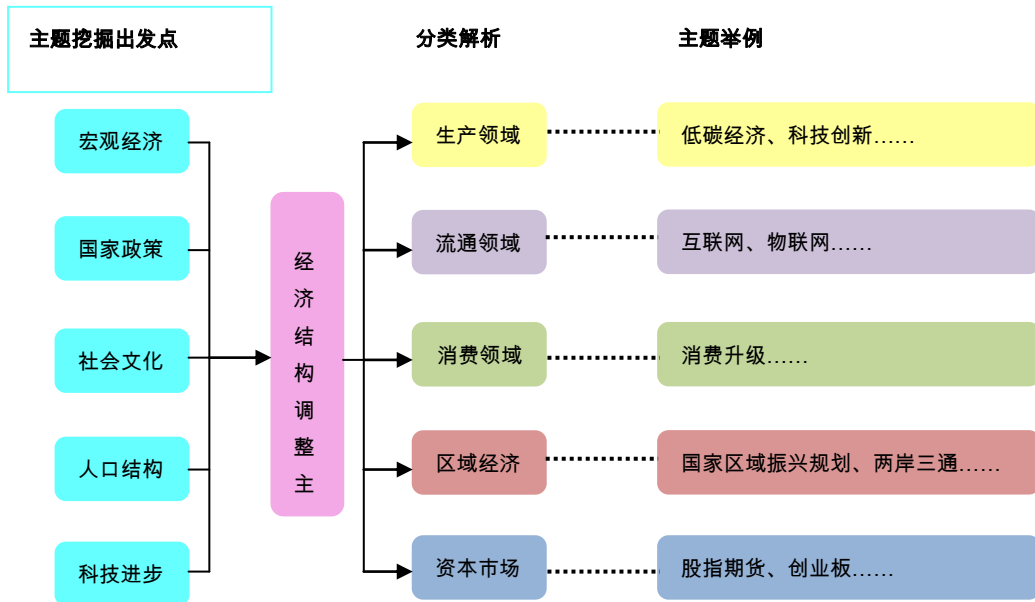 主题挖掘出发点
分类解析
主题举例
宏观经济
国家政策
社会文化
人口结构
科技进步
经
济
结
构
调
整
主
生产领域
低碳经济、科技创新……
流通领域
互联网、物联网……
消费领域
消费升级……
区域经济
国家区域振兴规划、两岸三通……
资本市场
股指期货、创业板……